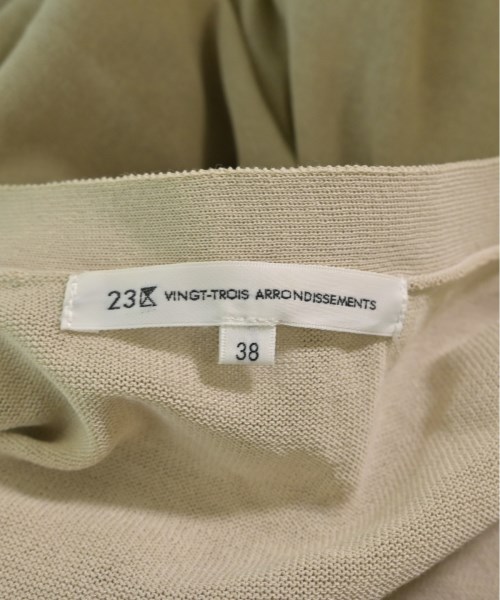 23区 VINGT-TROIS ARRONDISSEMENTS
38